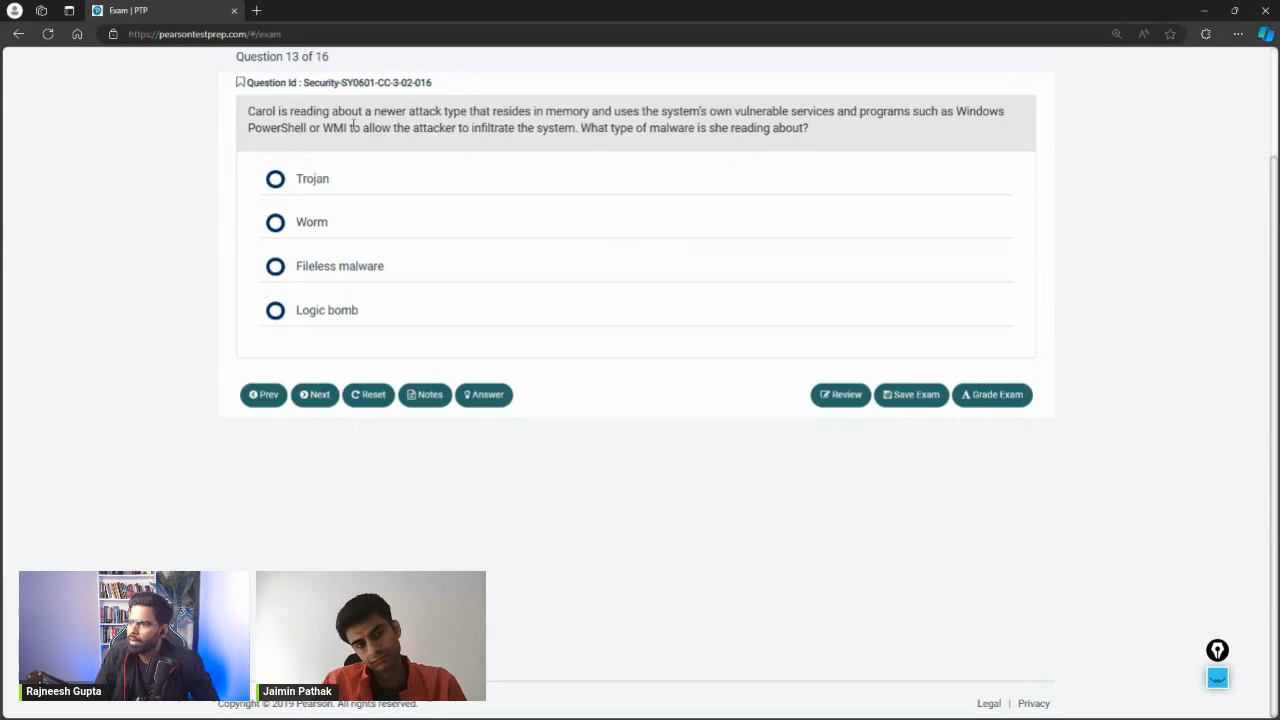 Exam | PTP
https://pearsontestprep.com/#/exam
Question 13 of 16
Question Id : Security-SY0601-CC-3-02-016
Carol is reading about a newer attack type that resides in memory and uses the system's own vulnerable services and programs such as Windows
PowerShell or WMI to allow the attacker to infiltrate the system. What type of malware is she reading about?
Trojan
Worm
Fileless malware
Logic bomb
Prev
Next
Reset
Notes
Answer
Review
Save Exam
Grade Exam
Rajneesh Gupta
Jaimin Pathak
Copyright © 2019 Pearson. All rights reserved.
Legal | Privacy